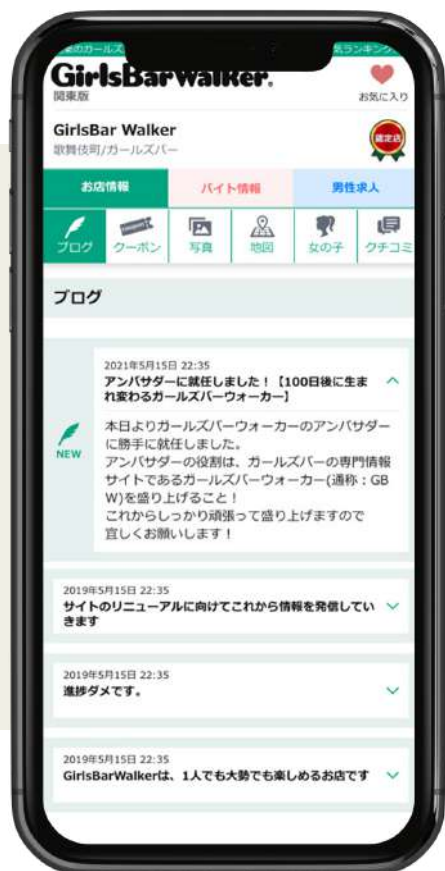 GirlsBarWalker.
関東版
お気に入り
GirlsBar Walker
歌舞伎町/ガールズバー
お店情報
バイト情報
男性求人
ブログ
クーポン
写真
地図
女の子
クチコミ
ブログ
2021年5月15日 22:35
アンバサダーに就任しました！【100日後に生ま
れ変わるガールズバーウォーカー】
NEW
本日よりガールズバーウォーカーのアンバサダー
に勝手に就任しました。
アンバサダーの役割は、ガールズバーの専門情報
サイトであるガールズバーウォーカー(通称：GB
W)を盛り上げること！
これからしっかり頑張って盛り上げますので
宜しくお願いします！
2019年5月15日 22:35
サイトのリニューアルに向けてこれから情報を発信してい
きます
2019年5月15日 22:35
進捗ダメです。
2019年5月15日 22:35
GirlsBarWalkerは、1人でも大勢でも楽しめるお店です